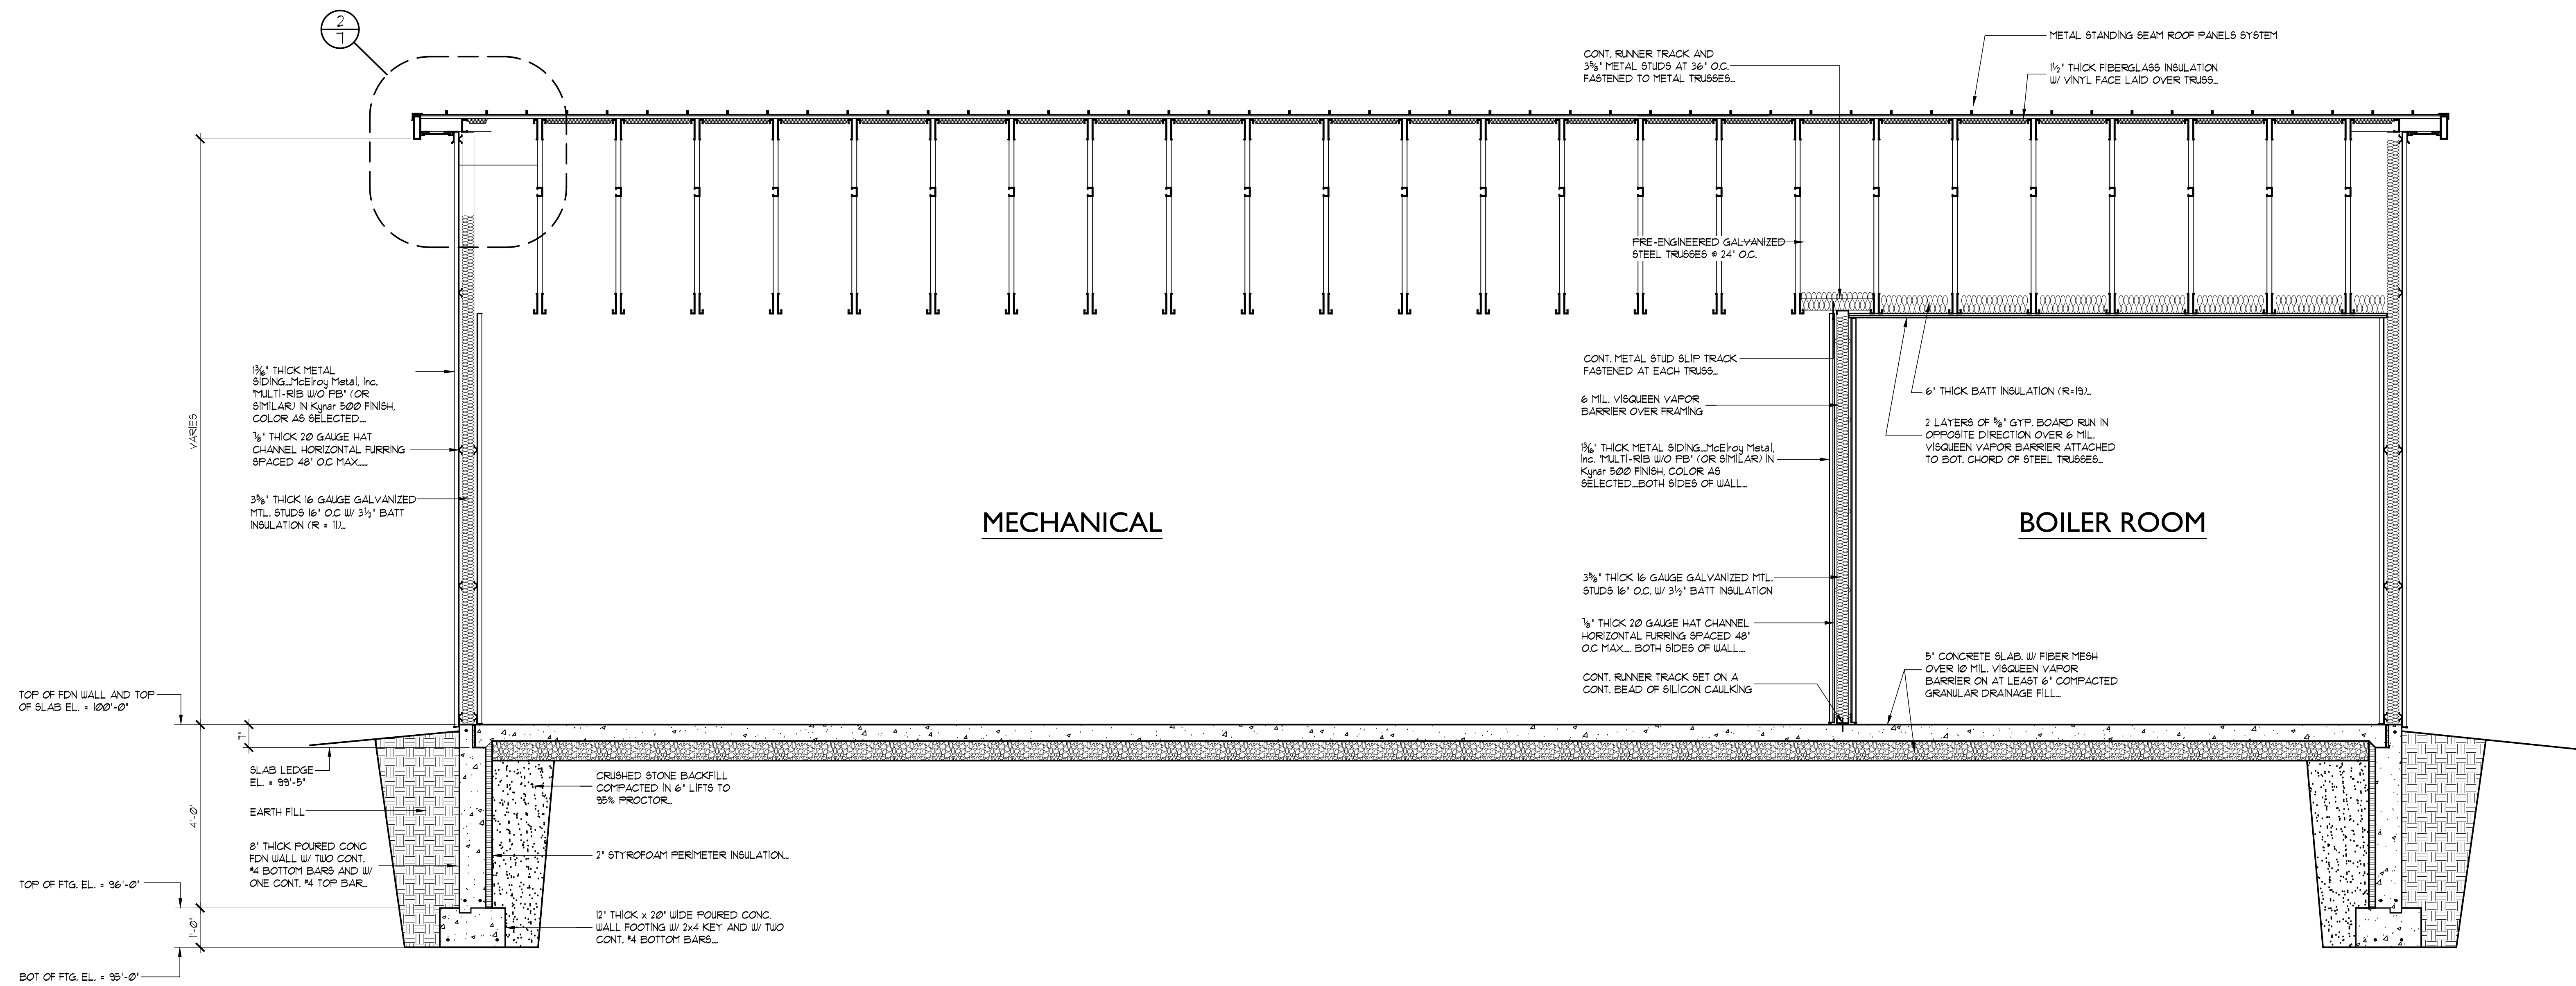 2
7
CONT. RUNNER TRACK AND
3⅝" METAL STUDS AT 36" O.C.
FASTENED TO METAL TRUSSES...
METAL STANDING SEAM ROOF PANELS SYSTEM
1½" THICK FIBERGLASS INSULATION
W/ VINYL FACE LAID OVER TRUSS...
PRE-ENGINEERED GALVANIZED
STEEL TRUSSES @ 24" O.C.
VARIES
1³⁄₁₆" THICK METAL
SIDING...McElroy Metal, Inc.
"MULTI-RIB W/O PB" (OR
SIMILAR) IN Kynar 500 FINISH,
COLOR AS SELECTED...
⅞" THICK 20 GAUGE HAT
CHANNEL HORIZONTAL FURRING
SPACED 48" O.C MAX....
3⅝" THICK 16 GAUGE GALVANIZED
MTL. STUDS 16" O.C W/ 3½" BATT
INSULATION (R = 11)...
MECHANICAL
CONT. METAL STUD SLIP TRACK
FASTENED AT EACH TRUSS...
6 MIL. VISQUEEN VAPOR
BARRIER OVER FRAMING
1³⁄₁₆" THICK METAL SIDING...McElroy Metal,
Inc. "MULTI-RIB W/O PB" (OR SIMILAR) IN
Kynar 500 FINISH, COLOR AS
SELECTED...BOTH SIDES OF WALL...
3⅝" THICK 16 GAUGE GALVANIZED MTL.
STUDS 16" O.C. W/ 3½" BATT INSULATION
⅞" THICK 20 GAUGE HAT CHANNEL
HORIZONTAL FURRING SPACED 48"
O.C MAX.... BOTH SIDES OF WALL...
CONT. RUNNER TRACK SET ON A
CONT. BEAD OF SILICON CAULKING
6" THICK BATT INSULATION (R=19)...
2 LAYERS OF ⅝" GYP. BOARD RUN IN
OPPOSITE DIRECTION OVER 6 MIL.
VISQUEEN VAPOR BARRIER ATTACHED
TO BOT. CHORD OF STEEL TRUSSES...
BOILER ROOM
5" CONCRETE SLAB, W/ FIBER MESH
OVER 10 MIL. VISQUEEN VAPOR
BARRIER ON AT LEAST 6" COMPACTED
GRANULAR DRAINAGE FILL...
TOP OF FDN WALL AND TOP
OF SLAB EL. = 100'-0"
7"
SLAB LEDGE
EL. = 99'-5"
EARTH FILL
4'-0"
8" THICK POURED CONC
FDN WALL W/ TWO CONT.
#4 BOTTOM BARS AND W/
ONE CONT. #4 TOP BAR...
TOP OF FTG. EL. = 96'-0"
1'-0"
BOT OF FTG. EL. = 95'-0"
CRUSHED STONE BACKFILL
COMPACTED IN 6" LIFTS TO
95% PROCTOR...
2" STYROFOAM PERIMETER INSULATION...
12" THICK x 20" WIDE POURED CONC.
WALL FOOTING W/ 2x4 KEY AND W/ TWO
CONT. #4 BOTTOM BARS...